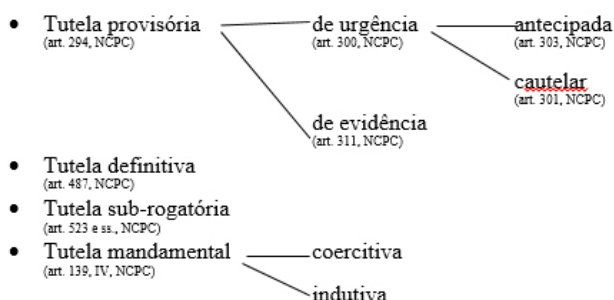 • Tutela provisória de urgência antecipada
(art. 294, NCPC) (art. 300, NCPC) (art. 303, NCPC)
cautelar
(art. 301, NCPC)
de evidência
(art. 311, NCPC)
• Tutela definitiva
(art. 487, NCPC)
• Tutela sub-rogatória
(art. 523 e ss., NCPC)
• Tutela mandamental coercitiva
(art. 139, IV, NCPC)
indutiva